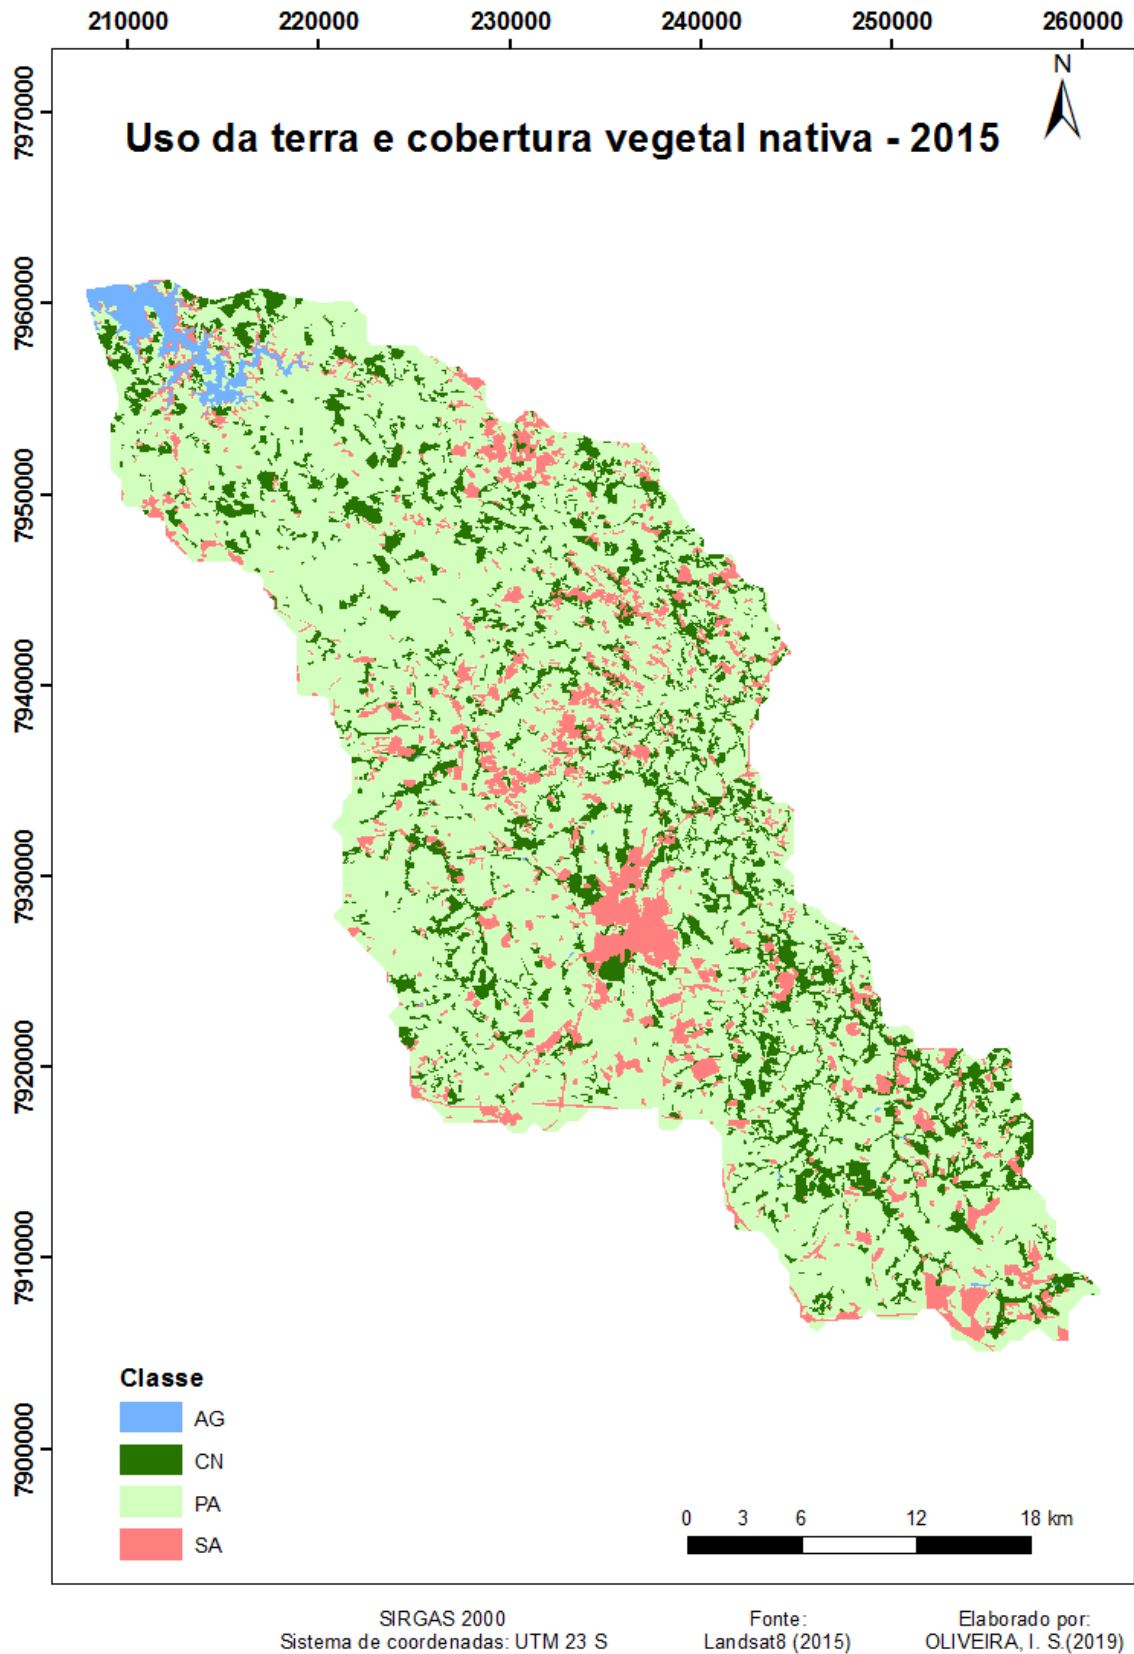 210000 220000 230000 240000 250000 260000
N
Uso da terra e cobertura vegetal nativa - 2015
7970000
7960000
7950000
7940000
7930000
7920000
7910000
7900000
Classe
AG
CN
PA
SA
0 3 6 12 18 km
SIRGAS 2000
Sistema de coordenadas: UTM 23 S
Fonte:
Landsat8 (2015)
Elaborado por:
OLIVEIRA, I. S.(2019)